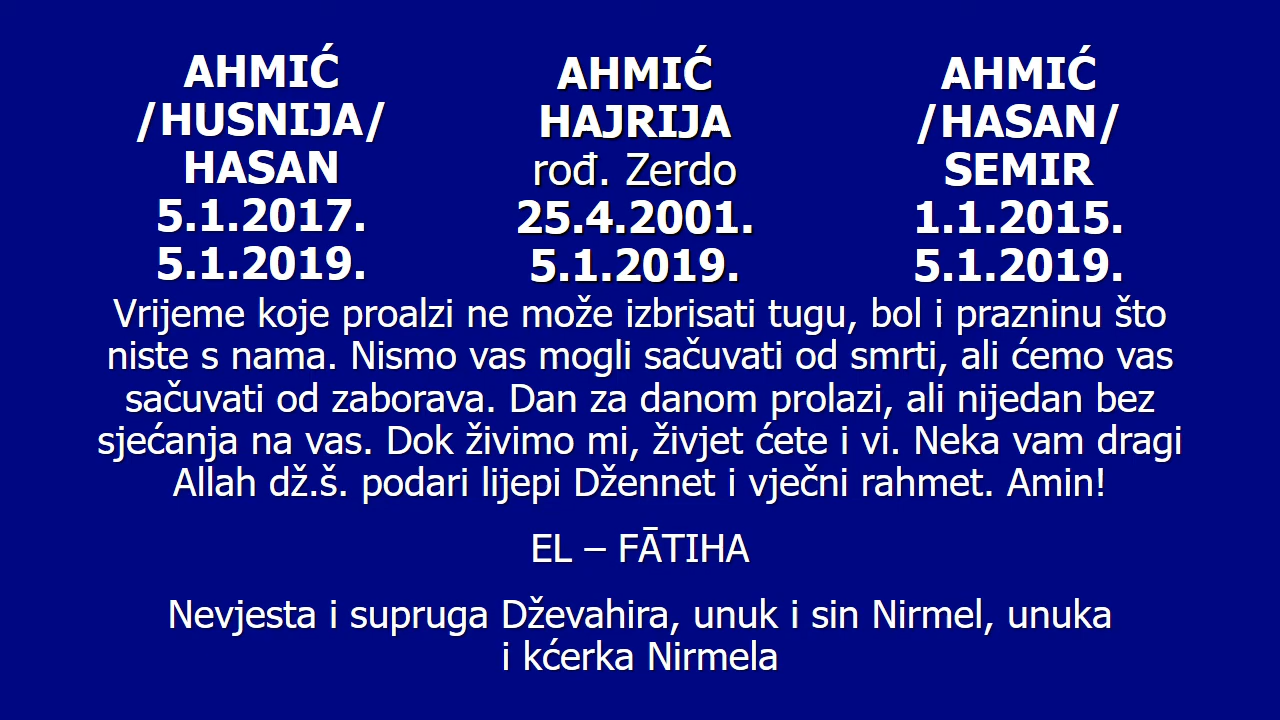 AHMIĆ
/HUSNIJA/
HASAN
5.1.2017.
5.1.2019.
AHMIĆ
HAJRIJA
rođ. Zerdo
25.4.2001.
5.1.2019.
AHMIĆ
/HASAN/
SEMIR
1.1.2015.
5.1.2019.
Vrijeme koje proalzi ne može izbrisati tugu, bol i prazninu što
niste s nama. Nismo vas mogli sačuvati od smrti, ali ćemo vas
sačuvati od zaborava. Dan za danom prolazi, ali nijedan bez
sjećanja na vas. Dok živimo mi, živjet ćete i vi. Neka vam dragi
Allah dž.š. podari lijepi Džennet i vječni rahmet. Amin!
EL – FĀTIHA
Nevjesta i supruga Dževahira, unuk i sin Nirmel, unuka
i kćerka Nirmela